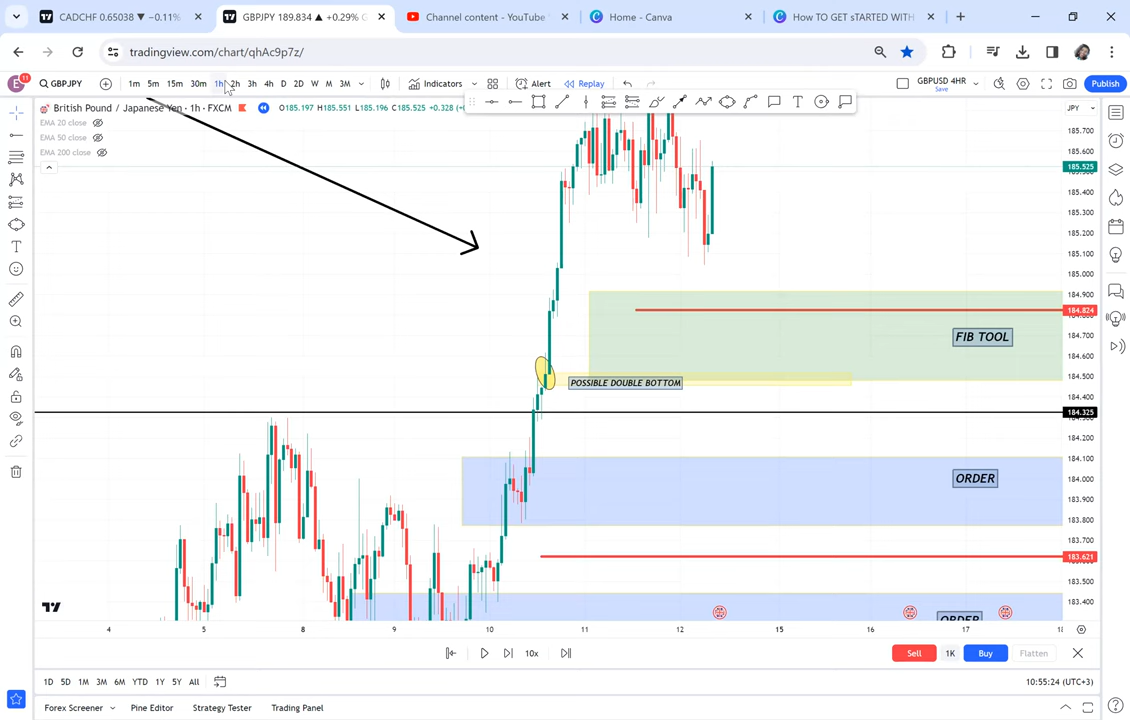 CADCHF 0.65038 ▼ −0.11%
GBPJPY 189.834 ▲ +0.29% G
Channel content - YouTube
Home - Canva
How To GET sTARTED WITH
tradingview.com/chart/qhAc9p7z/
E 11
GBPJPY
1m 5m 15m 30m 1h 2h 3h 4h D 2D W M 3M
Indicators
Alert
Replay
GBPUSD 4HR
Save
Publish
British Pound / Japanese Yen · 1h · FXCM
O185.197 H185.551 L185.196 C185.525 +0.328
JPY
EMA 20 close
EMA 50 close
EMA 200 close
185.700
185.600
185.525
185.400
185.300
185.200
185.100
185.000
184.900
184.824
184.700
184.600
184.500
184.400
184.325
184.200
184.100
184.000
183.900
183.800
183.700
183.621
183.500
183.400
FIB TOOL
POSSIBLE DOUBLE BOTTOM
ORDER
ORDER
4 5 8 9 10 11 12 15 16 17 18
10x
Sell 1K Buy Flatten
1D 5D 1M 3M 6M YTD 1Y 5Y All
10:55:24 (UTC+3)
Forex Screener Pine Editor Strategy Tester Trading Panel